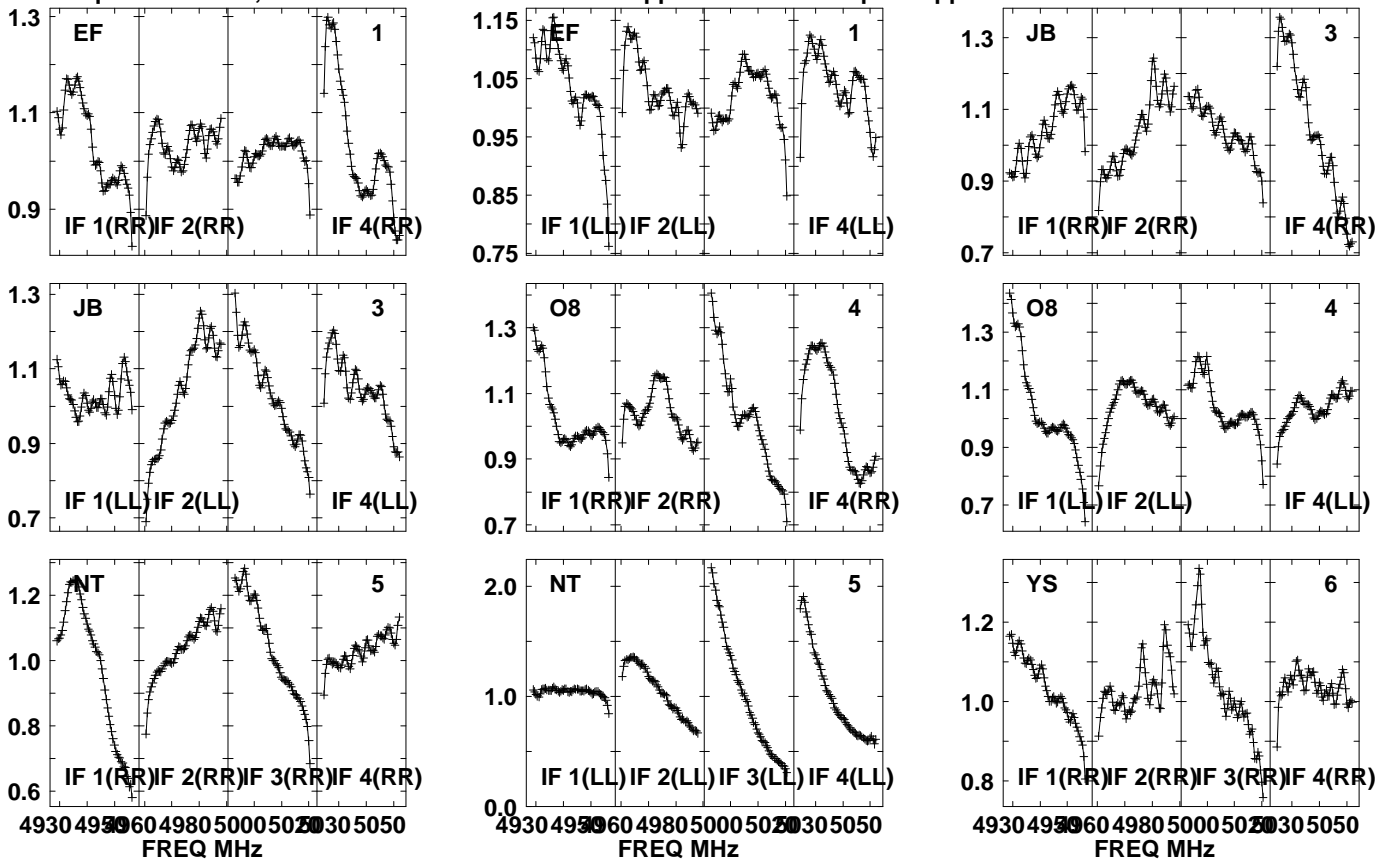 EF 1
1.3
1.1
0.9
IF 1(RR) IF 2(RR) IF 4(RR)
EF 1
1.15
1.05
0.95
0.85
0.75
IF 1(LL) IF 2(LL) IF 4(LL)
JB 3
1.3
1.1
0.9
0.7
IF 1(RR) IF 2(RR) IF 4(RR)
JB 3
1.3
1.1
0.9
0.7
IF 1(LL) IF 2(LL) IF 4(LL)
O8 4
1.3
1.1
0.9
0.7
IF 1(RR) IF 2(RR) IF 4(RR)
O8 4
1.3
1.1
0.9
0.7
IF 1(LL) IF 2(LL) IF 4(LL)
NT 5
1.2
1.0
0.8
0.6
IF 1(RR) IF 2(RR) IF 3(RR) IF 4(RR)
NT 5
2.0
1.0
0.0
IF 1(LL) IF 2(LL) IF 3(LL) IF 4(LL)
YS 6
1.2
1.0
0.8
IF 1(RR) IF 2(RR) IF 3(RR) IF 4(RR)
4930 4950 4960 4980 5000 5020 5030 5050
FREQ MHz
4930 4950 4960 4980 5000 5020 5030 5050
FREQ MHz
4930 4950 4960 4980 5000 5020 5030 5050
FREQ MHz